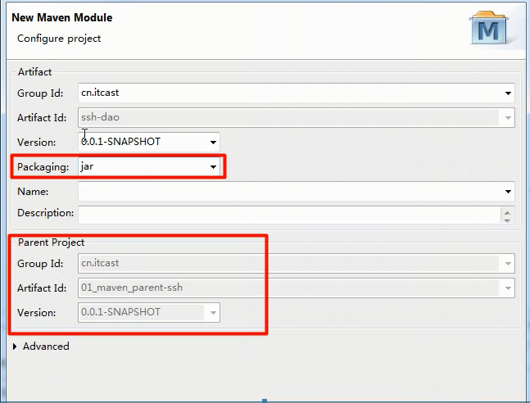 New Maven Module
Configure project
M
Artifact
Group Id: cn.itcast
Artifact Id: ssh-dao
Version: 0.0.1-SNAPSHOT
Packaging: jar
Name:
Description:
Parent Project
Group Id: cn.itcast
Artifact Id: 01_maven_parent-ssh
Version: 0.0.1-SNAPSHOT
Advanced